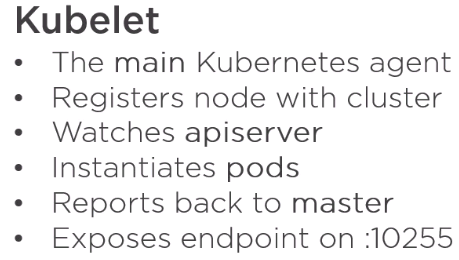 Kubelet
• The main Kubernetes agent
• Registers node with cluster
• Watches apiserver
• Instantiates pods
• Reports back to master
• Exposes endpoint on :10255